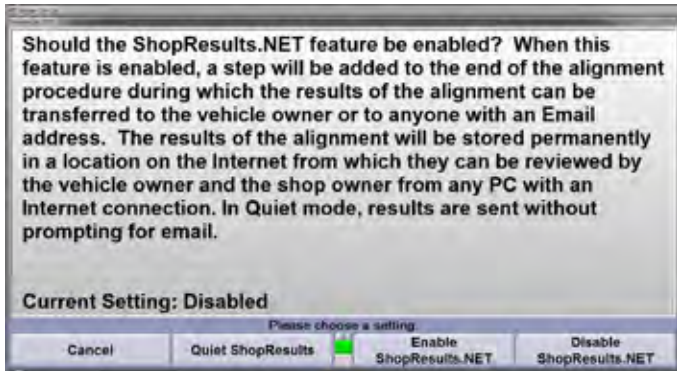 Should the ShopResults.NET feature be enabled?  When this
feature is enabled, a step will be added to the end of the alignment
procedure during which the results of the alignment can be
transferred to the vehicle owner or to anyone with an Email
address.  The results of the alignment will be stored permanently
in a location on the Internet from which they can be reviewed by
the vehicle owner and the shop owner from any PC with an
Internet connection. In Quiet mode, results are sent without
prompting for email.
Current Setting: Disabled
Please choose a setting.
Cancel
Quiet ShopResults
Enable
ShopResults.NET
Disable
ShopResults.NET